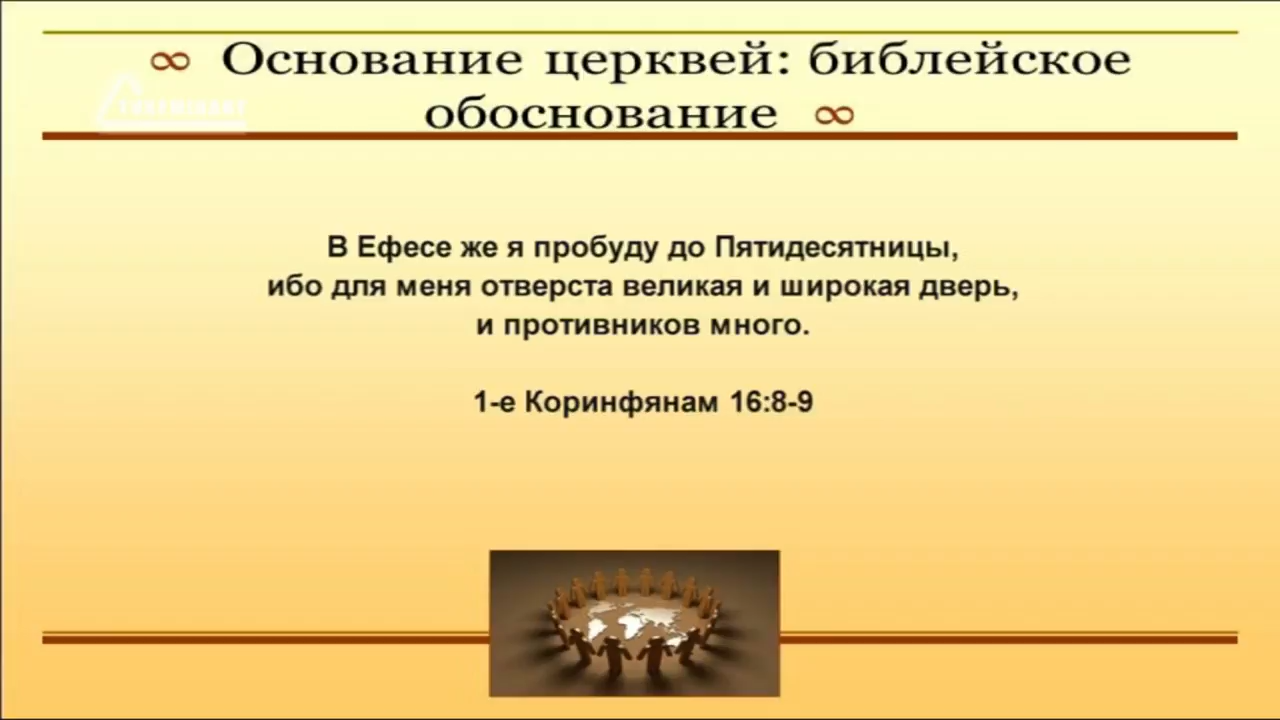 ∞ Основание церквей: библейское
обоснование ∞
В Ефесе же я пробуду до Пятидесятницы,
ибо для меня отверста великая и широкая дверь,
и противников много.
1-е Коринфянам 16:8-9